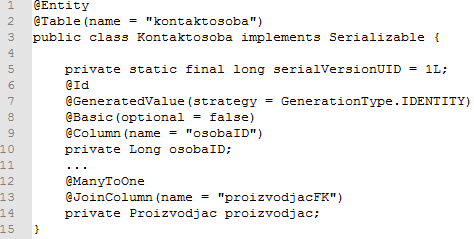 1 @Entity
2 @Table(name = "kontaktosoba")
3 public class Kontaktosoba implements Serializable {
4
5     private static final long serialVersionUID = 1L;
6     @Id
7     @GeneratedValue(strategy = GenerationType.IDENTITY)
8     @Basic(optional = false)
9     @Column(name = "osobaID")
10     private Long osobaID;
11     ...
12     @ManyToOne
13     @JoinColumn(name = "proizvodjacFK")
14     private Proizvodjac proizvodjac;
15 }